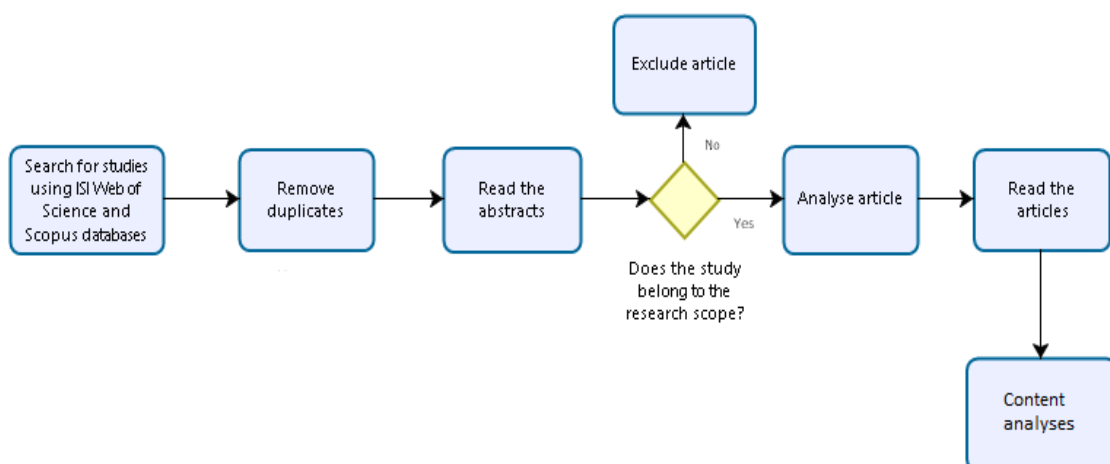 Exclude article
No
Search for studies
using ISI Web of
Science and
Scopus databases
Remove
duplicates
Read the
abstracts
Yes
Analyse article
Read the
articles
Does the study
belong to the
research scope?
Content
analyses